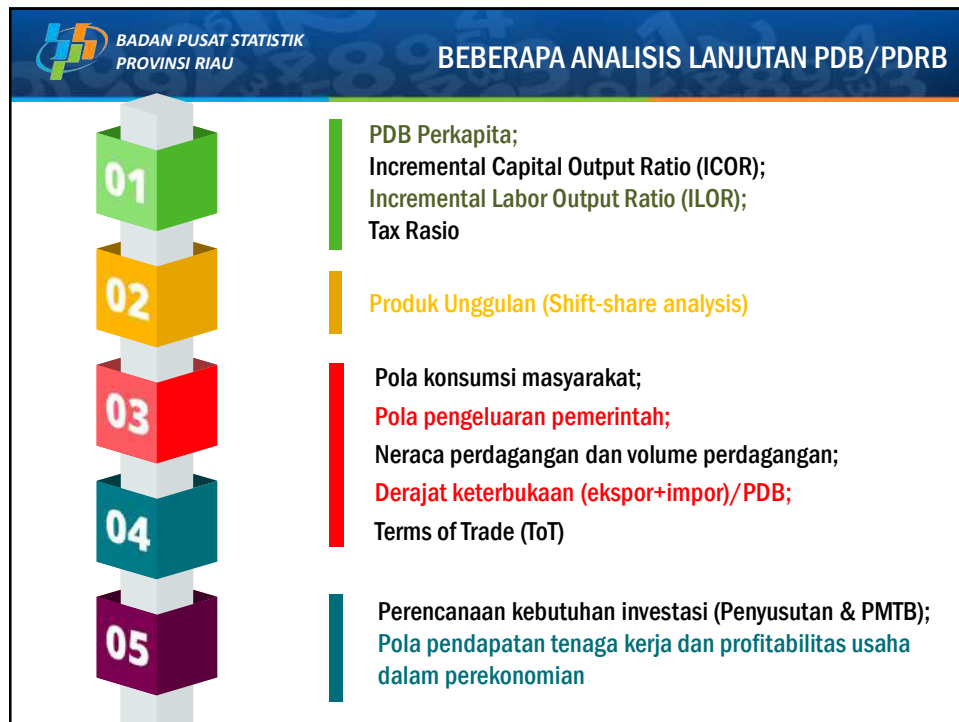 BADAN PUSAT STATISTIK
PROVINSI RIAU
BEBERAPA ANALISIS LANJUTAN PDB/PDRB
01
PDB Perkapita;
Incremental Capital Output Ratio (ICOR);
Incremental Labor Output Ratio (ILOR);
Tax Rasio
02
Produk Unggulan (Shift-share analysis)
03
Pola konsumsi masyarakat;
Pola pengeluaran pemerintah;
Neraca perdagangan dan volume perdagangan;
Derajat keterbukaan (ekspor+impor)/PDB;
Terms of Trade (ToT)
04
05
Perencanaan kebutuhan investasi (Penyusutan & PMTB);
Pola pendapatan tenaga kerja dan profitabilitas usaha
dalam perekonomian